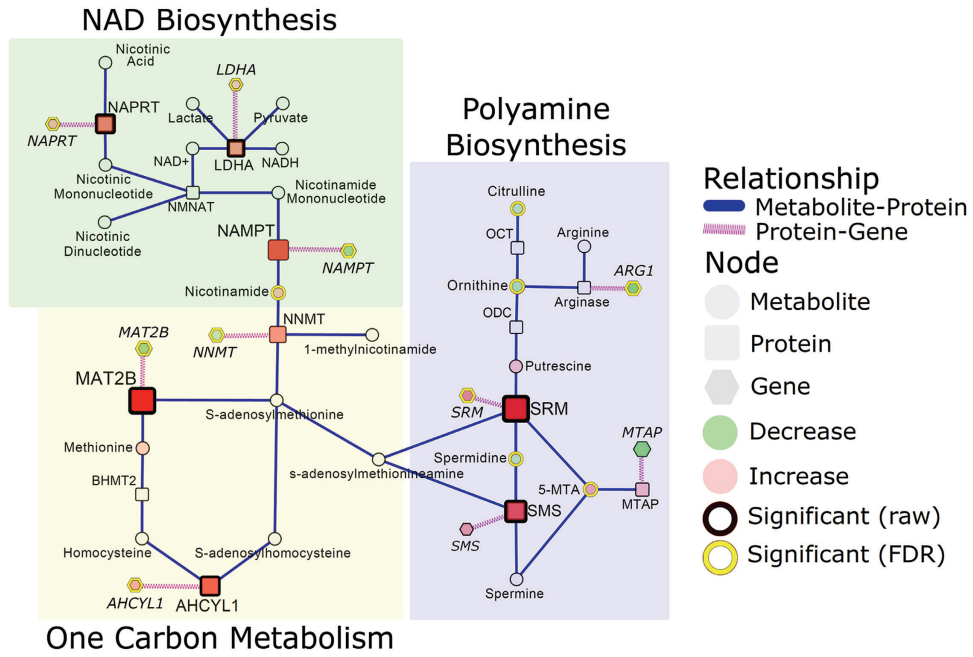 NAD Biosynthesis
Nicotinic
Acid
LDHA
NAPRT
NAPRT
Lactate
Pyruvate
NAD+
LDHA
NADH
Nicotinic
Mononucleotide
NMNAT
Nicotinamide
Mononucleotide
Nicotinic
Dinucleotide
NAMPT
NAMPT
Nicotinamide
MAT2B
NNMT
NNMT
1-methylnicotinamide
MAT2B
S-adenosylmethionine
Methionine
s-adenosylmethionneamine
BHMT2
Homocysteine
S-adenosylhomocysteine
AHCYL1
AHCYL1
One Carbon Metabolism
Polyamine
Biosynthesis
Citrulline
OCT
Arginine
Ornithine
ARG1
Arginase
ODC
Putrescine
SRM
SRM
MTAP
Spermidine
5-MTA
MTAP
SMS
SMS
Spermine
Relationship
Metabolite-Protein
Protein-Gene
Node
Metabolite
Protein
Gene
Decrease
Increase
Significant (raw)
Significant (FDR)